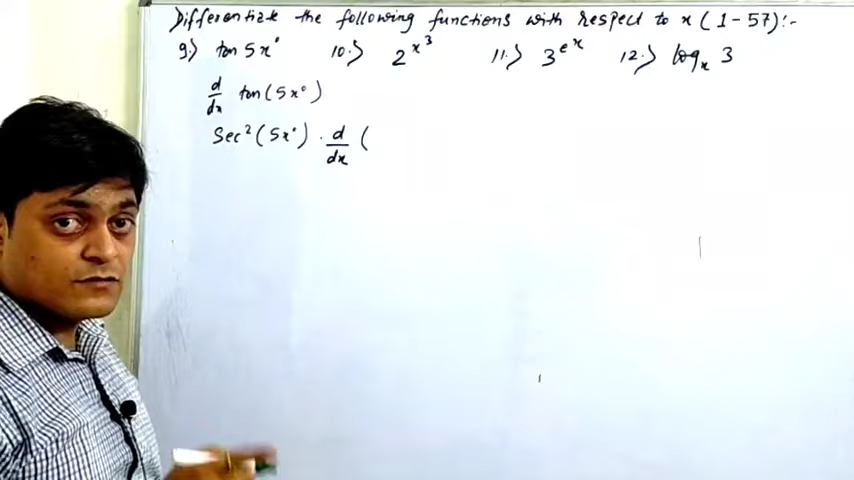 Differentiate the following functions with respect to x (1-57):-
9.) tan 5x° 10.) 2^x^3 11.) 3^e^x 12.) log_x 3
d/dx tan(5x°)
Sec²(5x°) · d/dx (